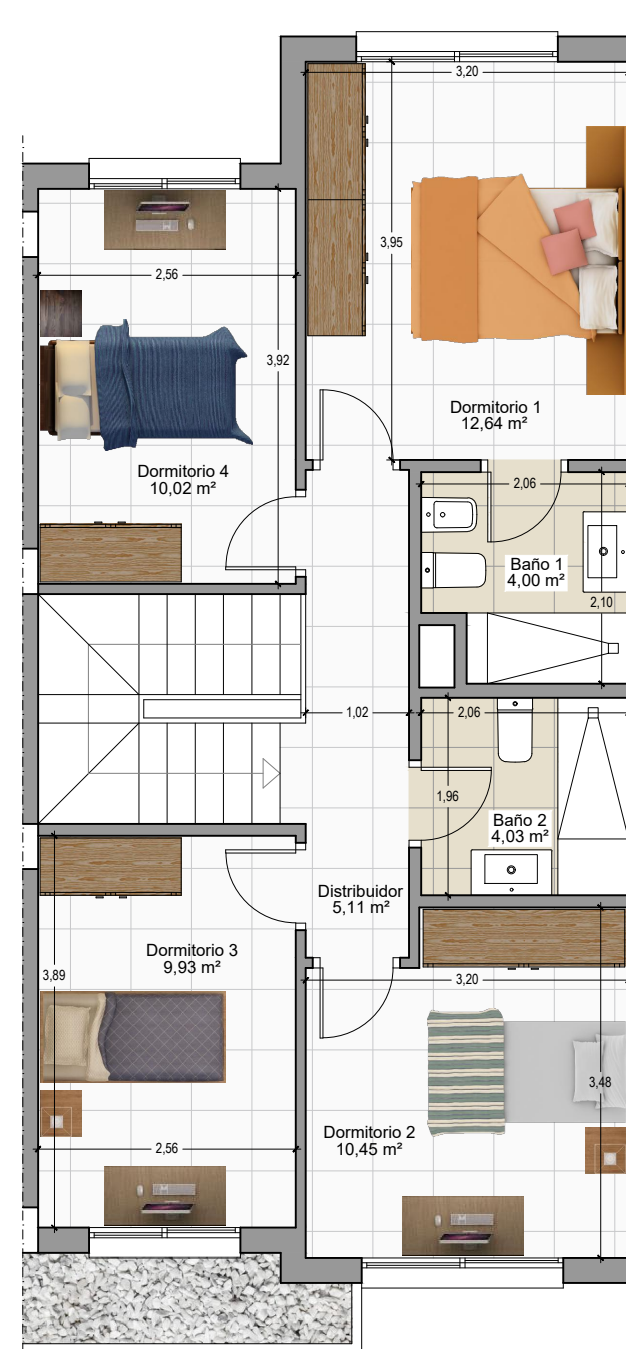 3,20
3,95
2,56
3,92
Dormitorio 1
12,64 m²
Dormitorio 4
10,02 m²
2,06
Baño 1
4,00 m²
2,10
1,02
2,06
1,96
Baño 2
4,03 m²
Distribuidor
5,11 m²
Dormitorio 3
9,93 m²
3,89
3,20
3,48
Dormitorio 2
10,45 m²
2,56